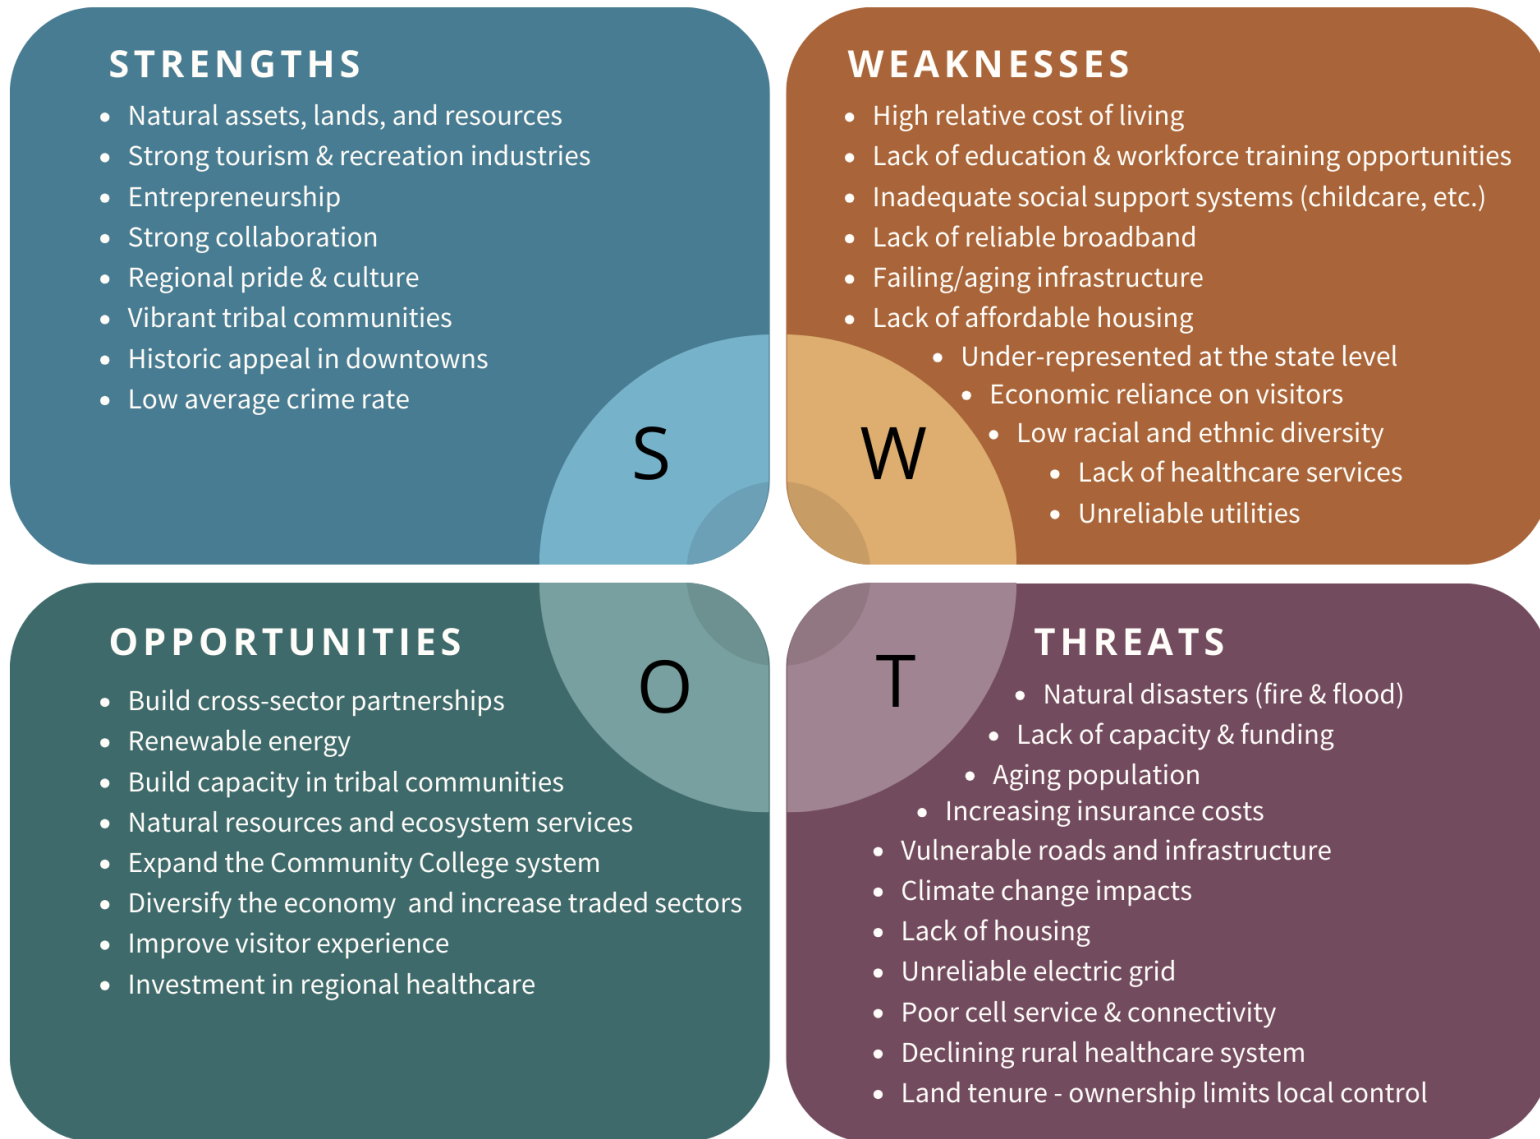 STRENGTHS
• Natural assets, lands, and resources
• Strong tourism & recreation industries
• Entrepreneurship
• Strong collaboration
• Regional pride & culture
• Vibrant tribal communities
• Historic appeal in downtowns
• Low average crime rate
S
WEAKNESSES
• High relative cost of living
• Lack of education & workforce training opportunities
• Inadequate social support systems (childcare, etc.)
• Lack of reliable broadband
• Failing/aging infrastructure
• Lack of affordable housing
• Under-represented at the state level
• Economic reliance on visitors
• Low racial and ethnic diversity
• Lack of healthcare services
• Unreliable utilities
W
OPPORTUNITIES
• Build cross-sector partnerships
• Renewable energy
• Build capacity in tribal communities
• Natural resources and ecosystem services
• Expand the Community College system
• Diversify the economy  and increase traded sectors
• Improve visitor experience
• Investment in regional healthcare
O
THREATS
• Natural disasters (fire & flood)
• Lack of capacity & funding
• Aging population
• Increasing insurance costs
• Vulnerable roads and infrastructure
• Climate change impacts
• Lack of housing
• Unreliable electric grid
• Poor cell service & connectivity
• Declining rural healthcare system
• Land tenure - ownership limits local control
T